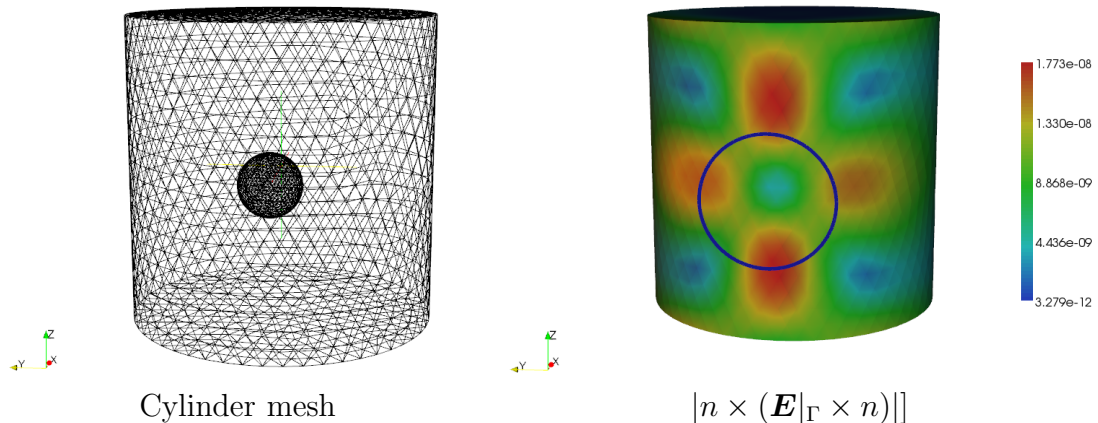 1.773e-08
1.330e-08
8.868e-09
4.436e-09
3.279e-12
Z
Y
X
Z
Y
X
Cylinder mesh
|n × (E|Γ × n)|]